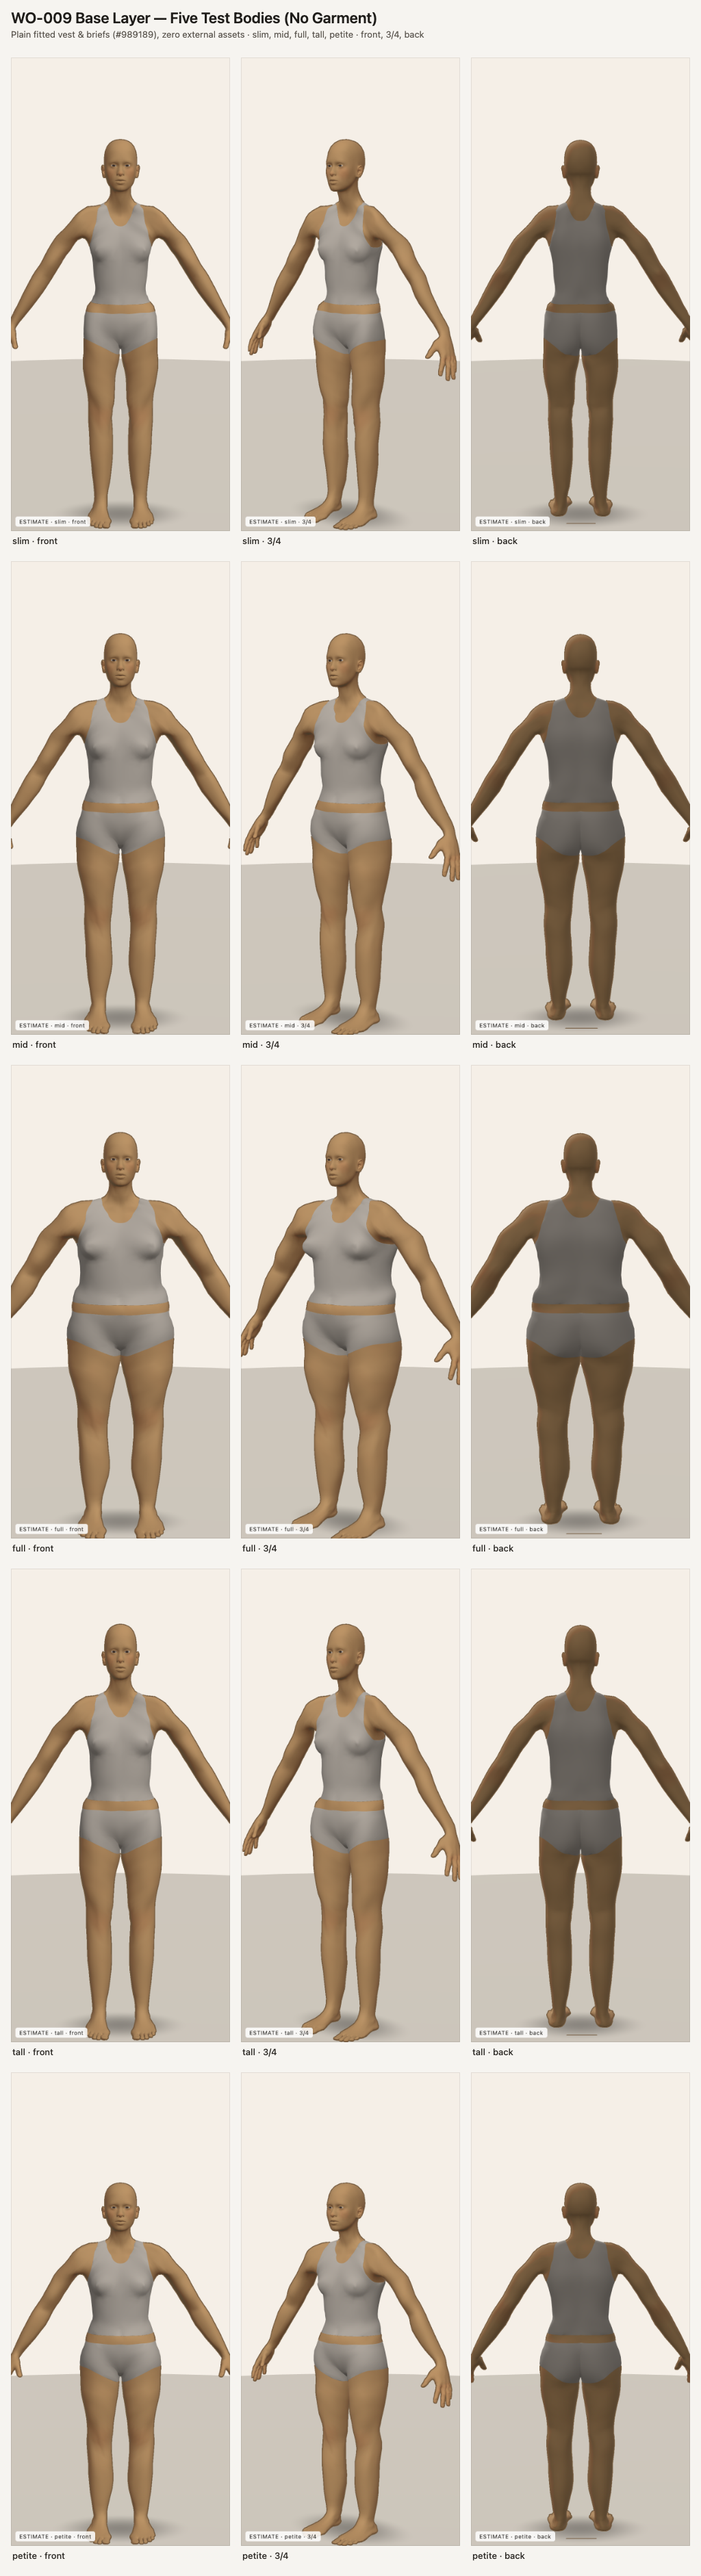 WO-009 Base Layer — Five Test Bodies (No Garment)
Plain fitted vest & briefs (#989189), zero external assets · slim, mid, full, tall, petite · front, 3/4, back
ESTIMATE · slim · front
ESTIMATE · slim · 3/4
ESTIMATE · slim · back
slim · front
slim · 3/4
slim · back
ESTIMATE · mid · front
ESTIMATE · mid · 3/4
ESTIMATE · mid · back
mid · front
mid · 3/4
mid · back
ESTIMATE · full · front
ESTIMATE · full · 3/4
ESTIMATE · full · back
full · front
full · 3/4
full · back
ESTIMATE · tall · front
ESTIMATE · tall · 3/4
ESTIMATE · tall · back
tall · front
tall · 3/4
tall · back
ESTIMATE · petite · front
ESTIMATE · petite · 3/4
ESTIMATE · petite · back
petite · front
petite · 3/4
petite · back